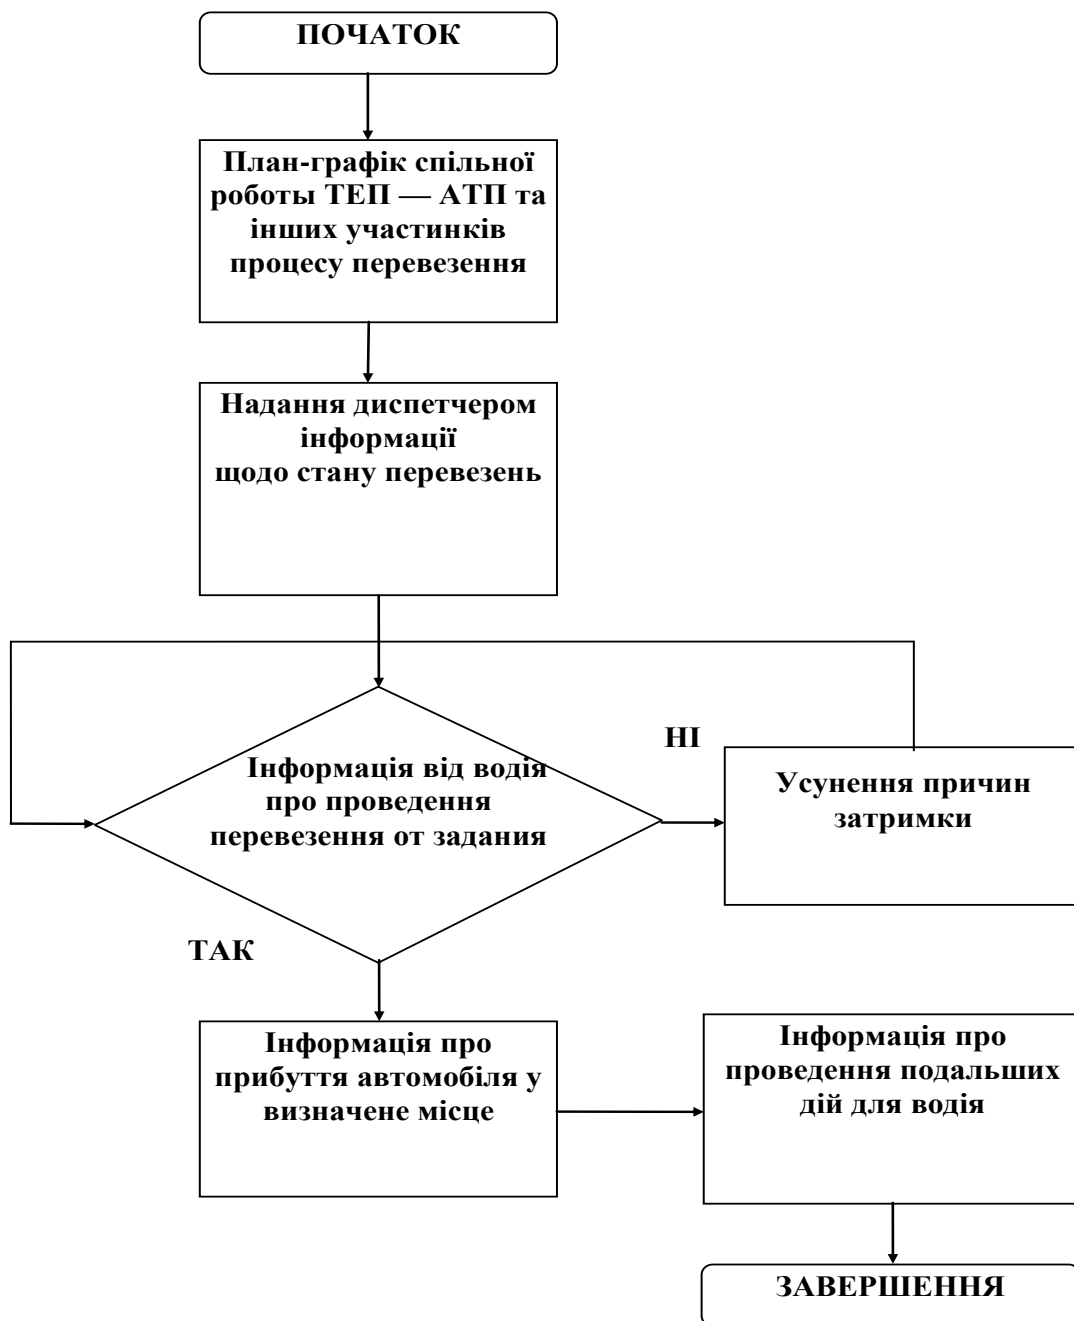 ПОЧАТОК
План-графік спільної
роботы ТЕП — АТП та
інших участинків
процесу перевезення
Надання диспетчером
інформації
щодо стану перевезень
НІ
Інформація від водія
про проведення
перевезення от задания
Усунення причин
затримки
ТАК
Інформація про
прибуття автомобіля у
визначене місце
Інформація про
проведення подальших
дій для водія
ЗАВЕРШЕННЯ